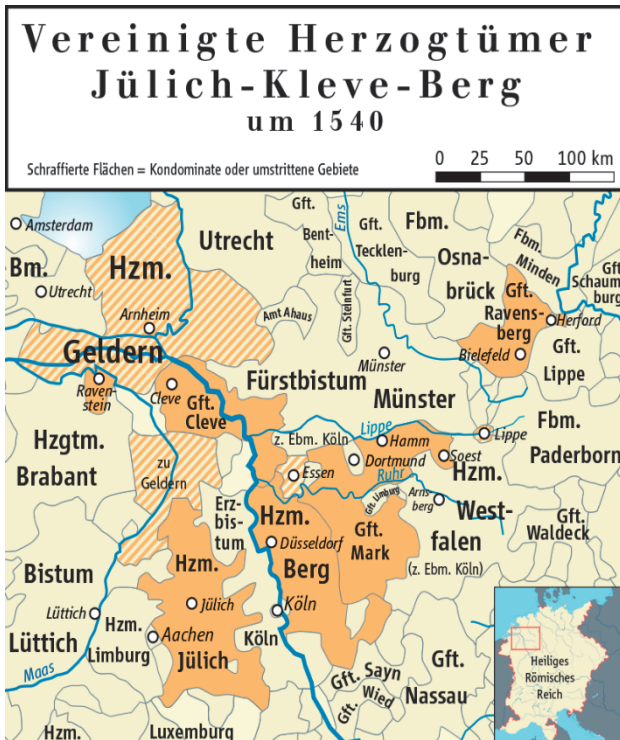 Vereinigte Herzogtümer
Jülich-Kleve-Berg
um 1540
Schraffierte Flächen = Kondominate oder umstrittene Gebiete
0 25 50 100 km
Amsterdam
Bm.
Utrecht
Hzm.
Geldern
Arnheim
Utrecht
Gft.
Bent-
heim
Ems
Gft.
Tecklen-
burg
Fbm.
Osna-
brück
Fbm.
Minden
Gft.
Schaum-
burg
Gft.
Ravens-
berg
Herford
Bielefeld
Gft.
Lippe
Amt Ahaus
Gft. Steinfurt
Münster
Fürstbistum
Münster
Raven-
stein
Cleve
Gft.
Cleve
Lippe
z. Ebm. Köln
Hamm
Lippe
Fbm.
Paderborn
Hzgtm.
Brabant
zu
Geldern
Essen
Dortmund
Soest
Ruhr
Hzm.
West-
falen
(z. Ebm. Köln)
Gft. Limburg
Arns-
berg
Gft.
Waldeck
Erz-
bis-
tum
Köln
Hzm.
Berg
Düsseldorf
Gft.
Mark
Hzm.
Jülich
Jülich
Köln
Bistum
Lüttich
Lüttich
Hzm.
Limburg
Aachen
Maas
Gft. Sayn
Gft. Wied
Gft.
Nassau
Hzm.
Luxemburg
Heiliges
Römisches
Reich